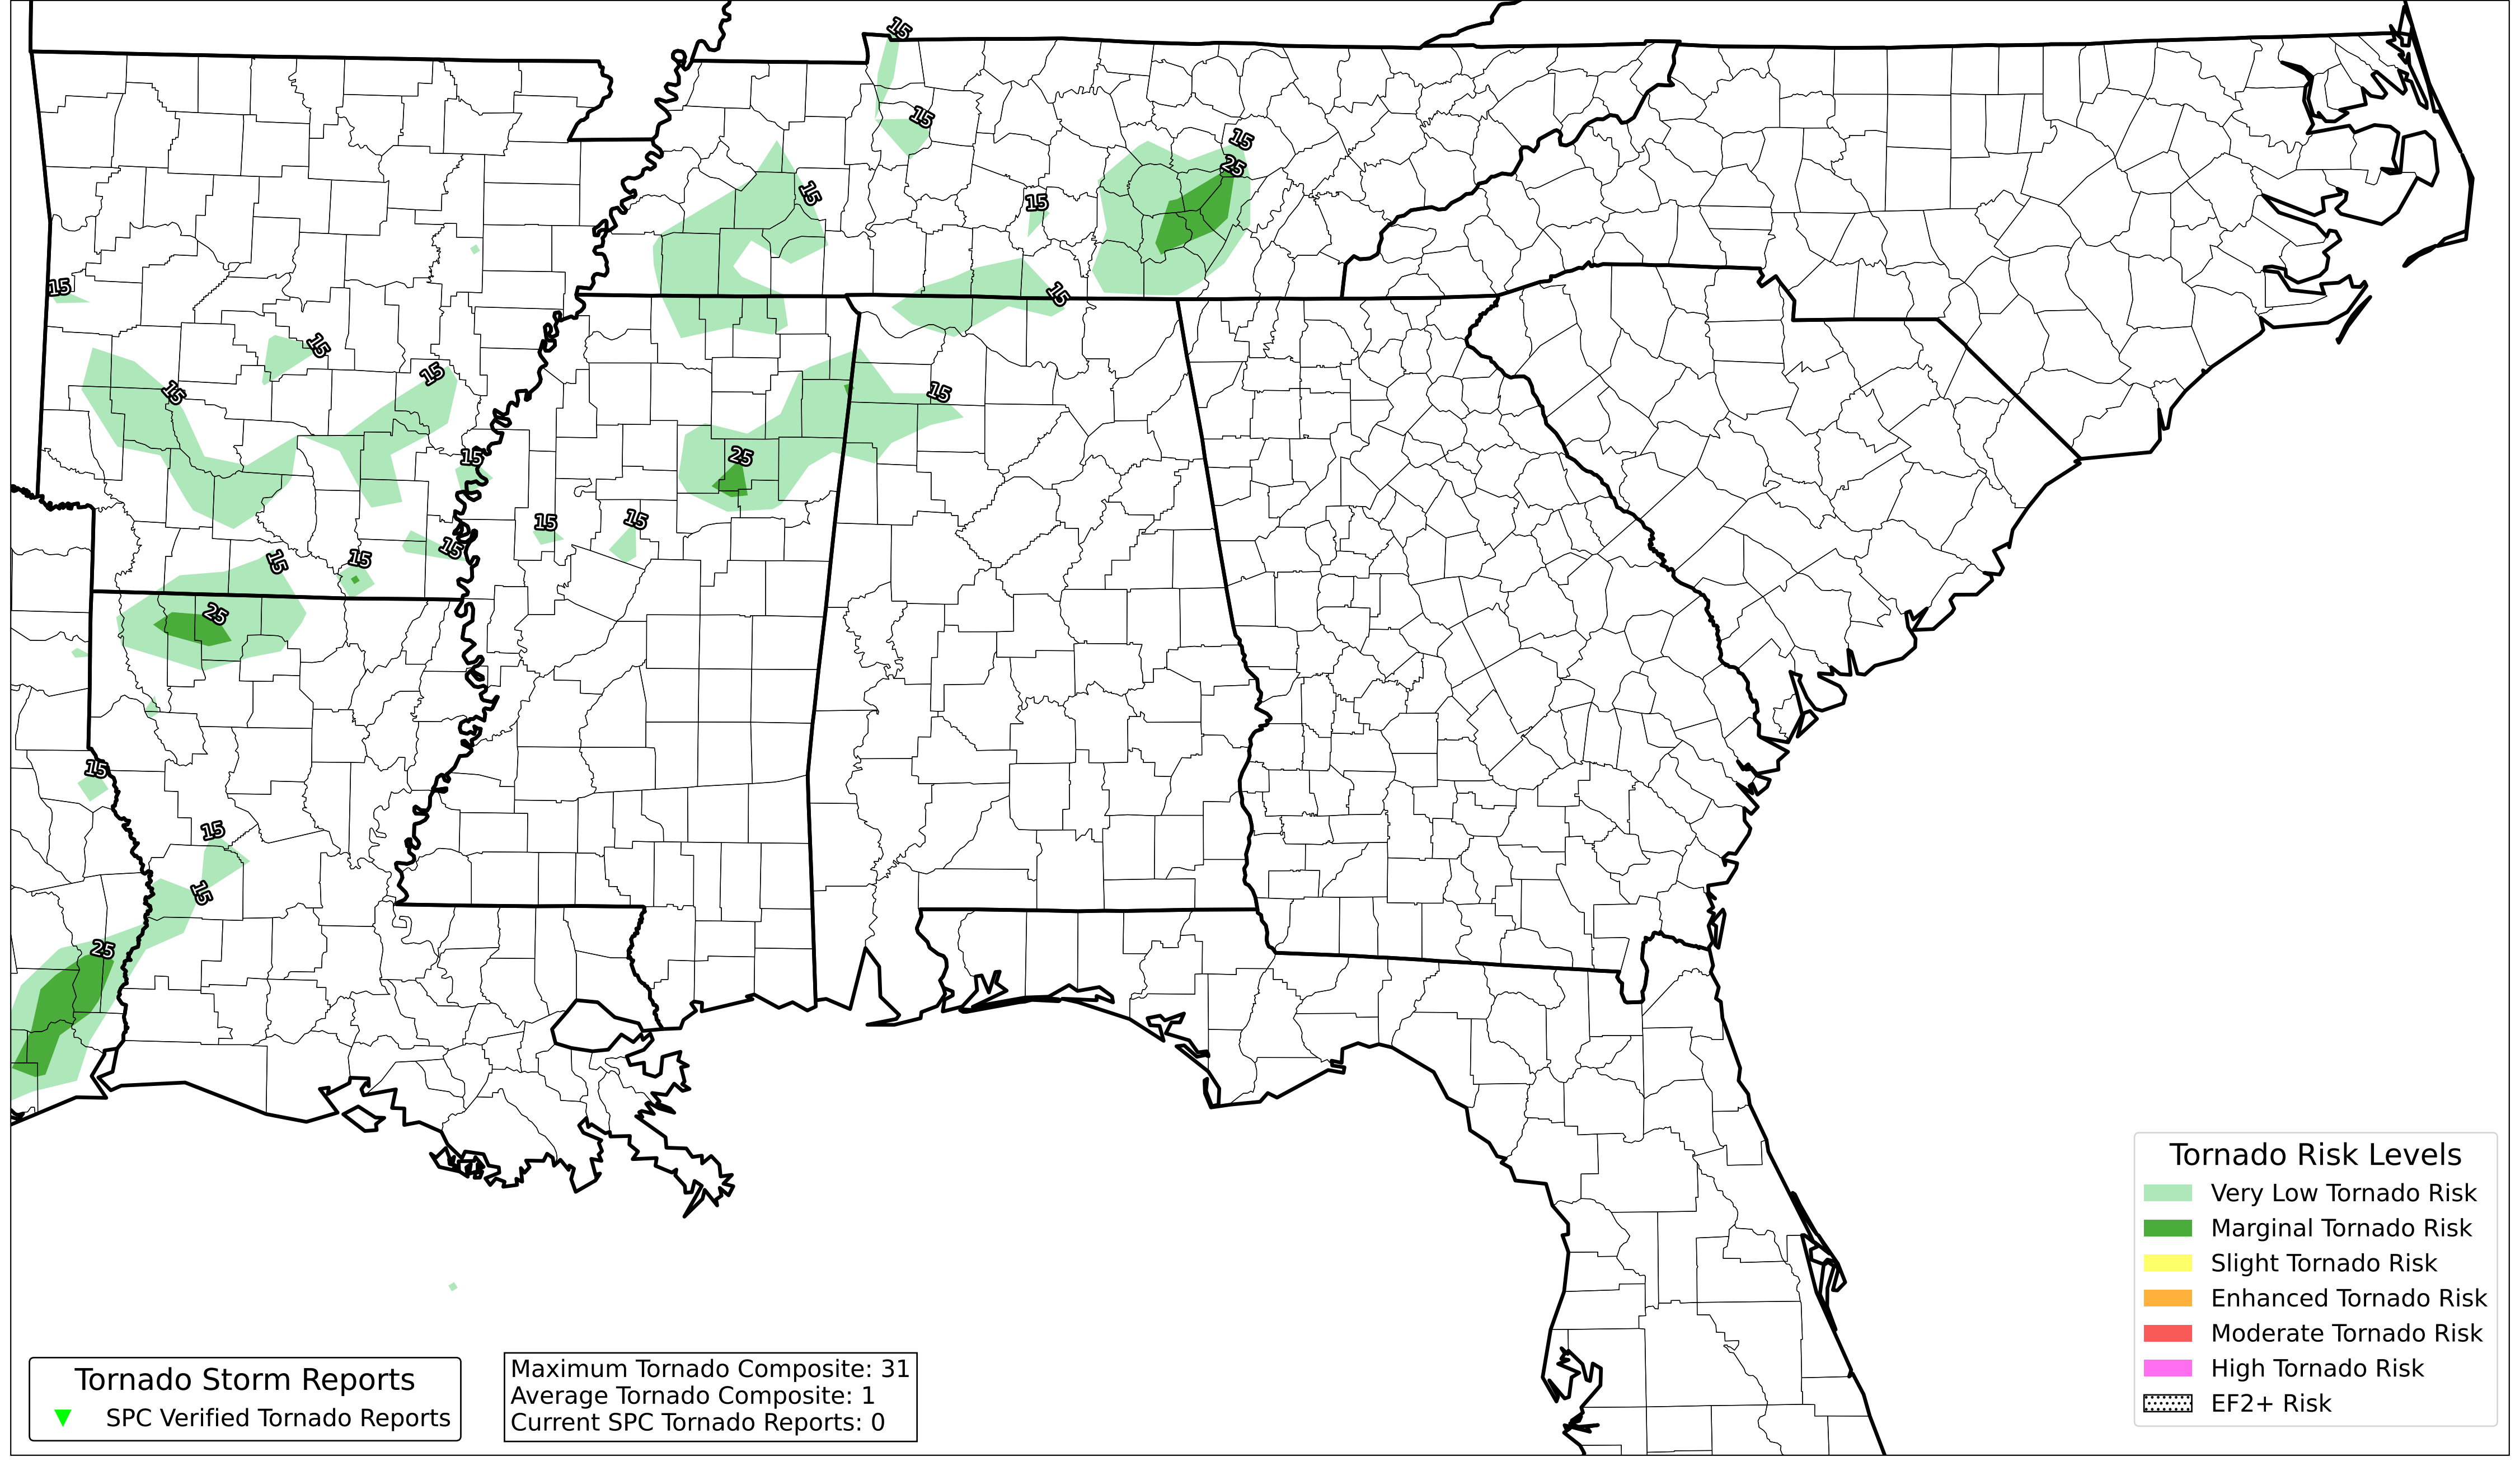 15
15
15
25
15
15
15
15
15
15
15
15
25
15
15
15
15
15
15
25
15
15
15
25
Tornado Risk Levels
Very Low Tornado Risk
Marginal Tornado Risk
Slight Tornado Risk
Enhanced Tornado Risk
Moderate Tornado Risk
High Tornado Risk
EF2+ Risk
Tornado Storm Reports
SPC Verified Tornado Reports
Maximum Tornado Composite: 31
Average Tornado Composite: 1
Current SPC Tornado Reports: 0